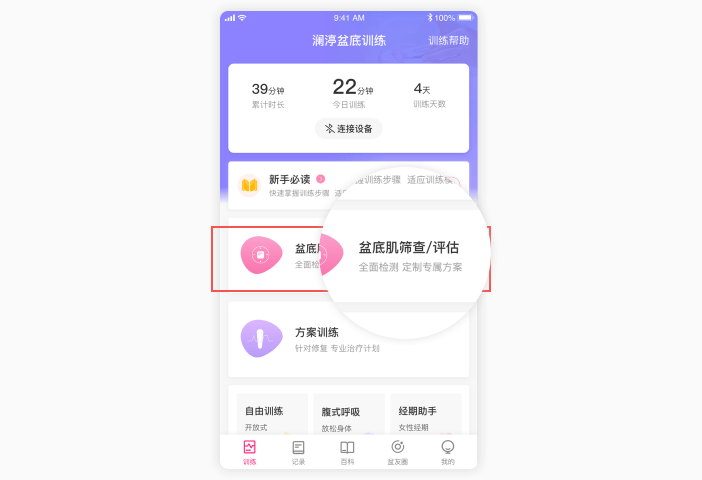 9:41 AM
100%
澜渟盆底训练
训练帮助
39分钟
22分钟
4天
累计时长
今日训练
训练天数
连接设备
新手必读
快速掌握训练步骤 适
握训练步骤 适应训练模
盆底
全面检
盆底肌筛查/评估
全面检测 定制专属方案
方案训练
针对修复 专业治疗计划
自由训练
腹式呼吸
经期助手
开放式
放松身体
女性经期
训练
记录
百科
盆友圈
我的